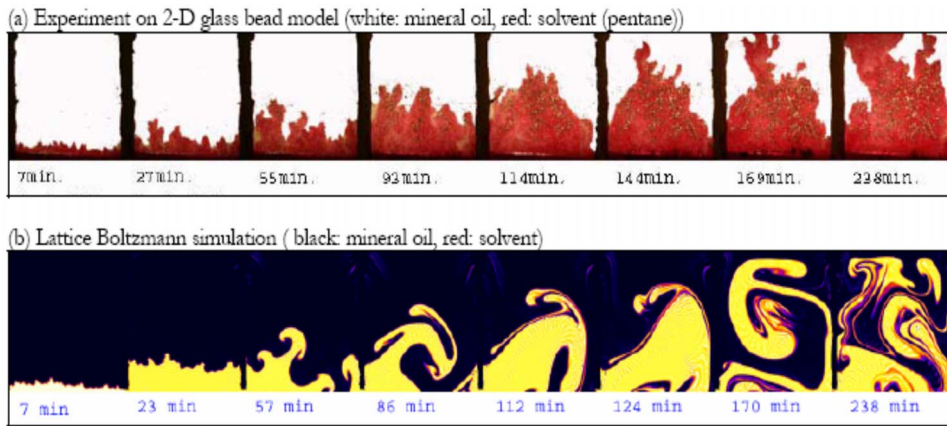 (a) Experiment on 2-D glass bead model (white: mineral oil, red: solvent (pentane))
7min. 27min. 55min. 93min. 114min. 144min. 169min. 238min.
(b) Lattice Boltzmann simulation ( black: mineral oil, red: solvent)
7 min 23 min 57 min 86 min 112 min 124 min 170 min 238 min